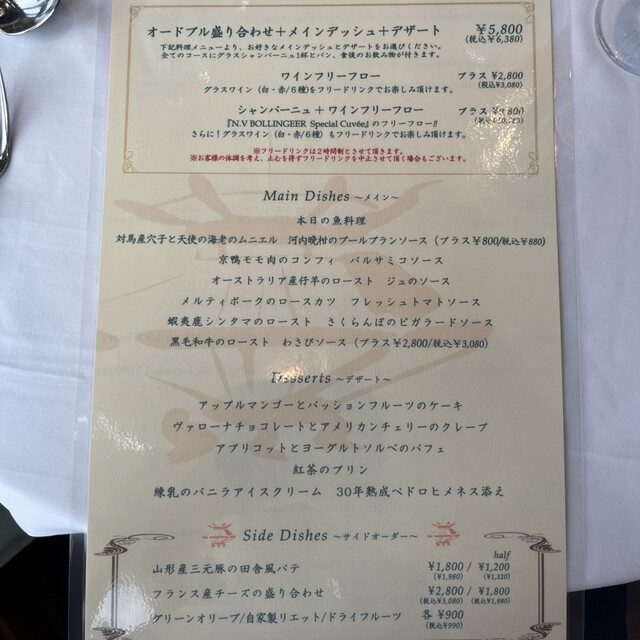 オードブル盛り合わせ＋メインデッシュ＋デザート ￥5,800
(税込￥6,380)
下記料理メニューより、お好きなメインデッシュとデザートをお選びください。
全てのコースにグラスシャンパーニュ1杯とパン、食後のお飲み物が付きます。
ワインフリーフロー プラス ￥2,800
(税込￥3,080)
グラスワイン（白・赤/6種）をフリードリンクでお楽しみ頂けます。
シャンパーニュ ＋ ワインフリーフロー プラス
『N.V BOLLINGEER Special Cuvée』のフリーフロー!!
さらに！グラスワイン（白・赤/6種）もフリードリンクでお楽しみ頂けます。
※フリードリンクは2時間制とさせて頂きます。
※お客様の体調を考え、止むを得ずフリードリンクを中止させて頂く場合もございます。
Main Dishes ～メイン～
本日の魚料理
対馬産穴子と天使の海老のムニエル 河内晩柑のブールブランソース（プラス￥800/税込￥880）
京鴨モモ肉のコンフィ バルサミコソース
オーストラリア産仔羊のロースト ジュのソース
メルティポークのロースカツ フレッシュトマトソース
蝦夷鹿シンタマのロースト さくらんぼのビガラードソース
黒毛和牛のロースト わさびソース（プラス￥2,800/税込￥3,080）
Desserts ～デザート～
アップルマンゴーとパッションフルーツのケーキ
ヴァローナチョコレートとアメリカンチェリーのクレープ
アプリコットとヨーグルトソルベのパフェ
紅茶のプリン
練乳のバニラアイスクリーム 30年熟成ペドロヒメネス添え
Side Dishes ～サイドオーダー～
half
山形産三元豚の田舎風パテ ￥1,800 / ￥1,200
(￥1,980) (￥1,320)
フランス産チーズの盛り合わせ ￥2,800 / ￥1,800
(税込￥3,080) (税込￥1,980)
グリーンオリーブ/自家製リエット/ドライフルーツ 各 ￥900
(税込￥990)